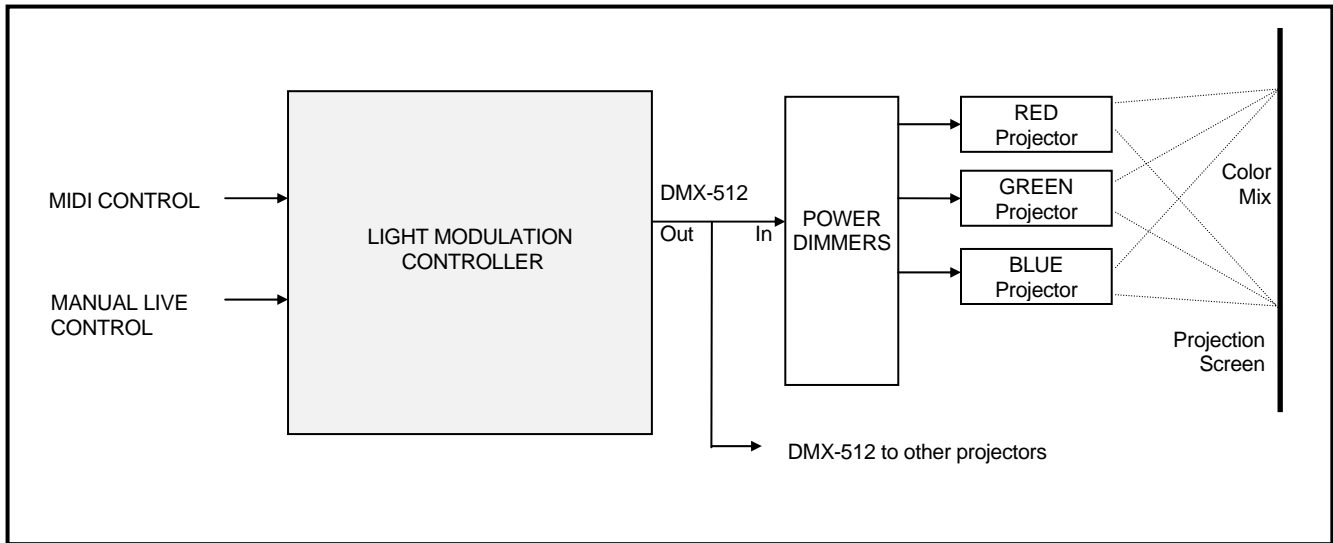 MIDI CONTROL
MANUAL LIVE
CONTROL
LIGHT MODULATION
CONTROLLER
DMX-512
Out
In
POWER
DIMMERS
RED
Projector
GREEN
Projector
BLUE
Projector
Color
Mix
Projection
Screen
DMX-512 to other projectors